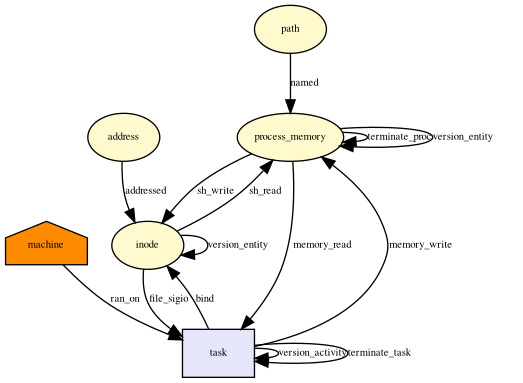 path
named
address
process_memory
terminate_proc
version_entity
addressed
sh_write
sh_read
machine
inode
version_entity
memory_read
memory_write
ran_on
file_sigio
bind
task
version_activity
terminate_task